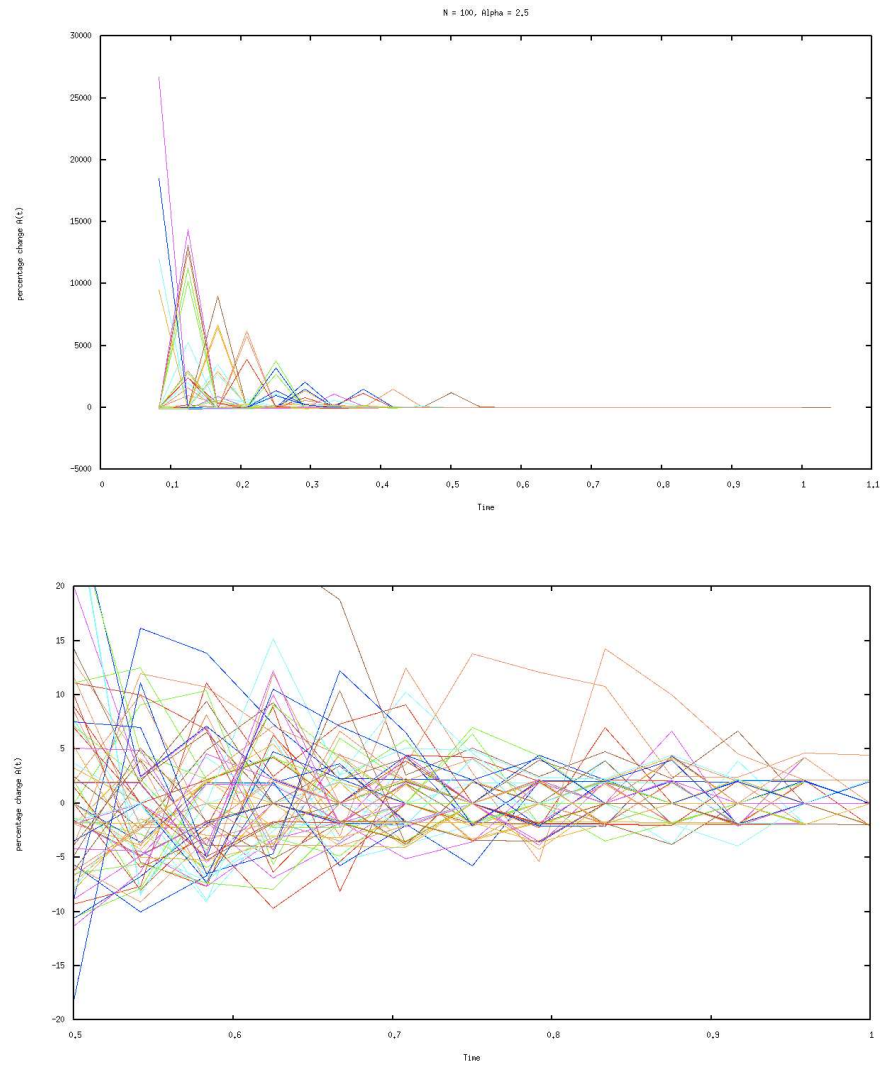 N = 100, Alpha = 2.5
30000
25000
20000
15000
10000
5000
0
-5000
percentage change A(t)
0 0.1 0.2 0.3 0.4 0.5 0.6 0.7 0.8 0.9 1 1.1
Time
20
15
10
5
0
-5
-10
-15
-20
percentage change A(t)
0.5 0.6 0.7 0.8 0.9 1
Time